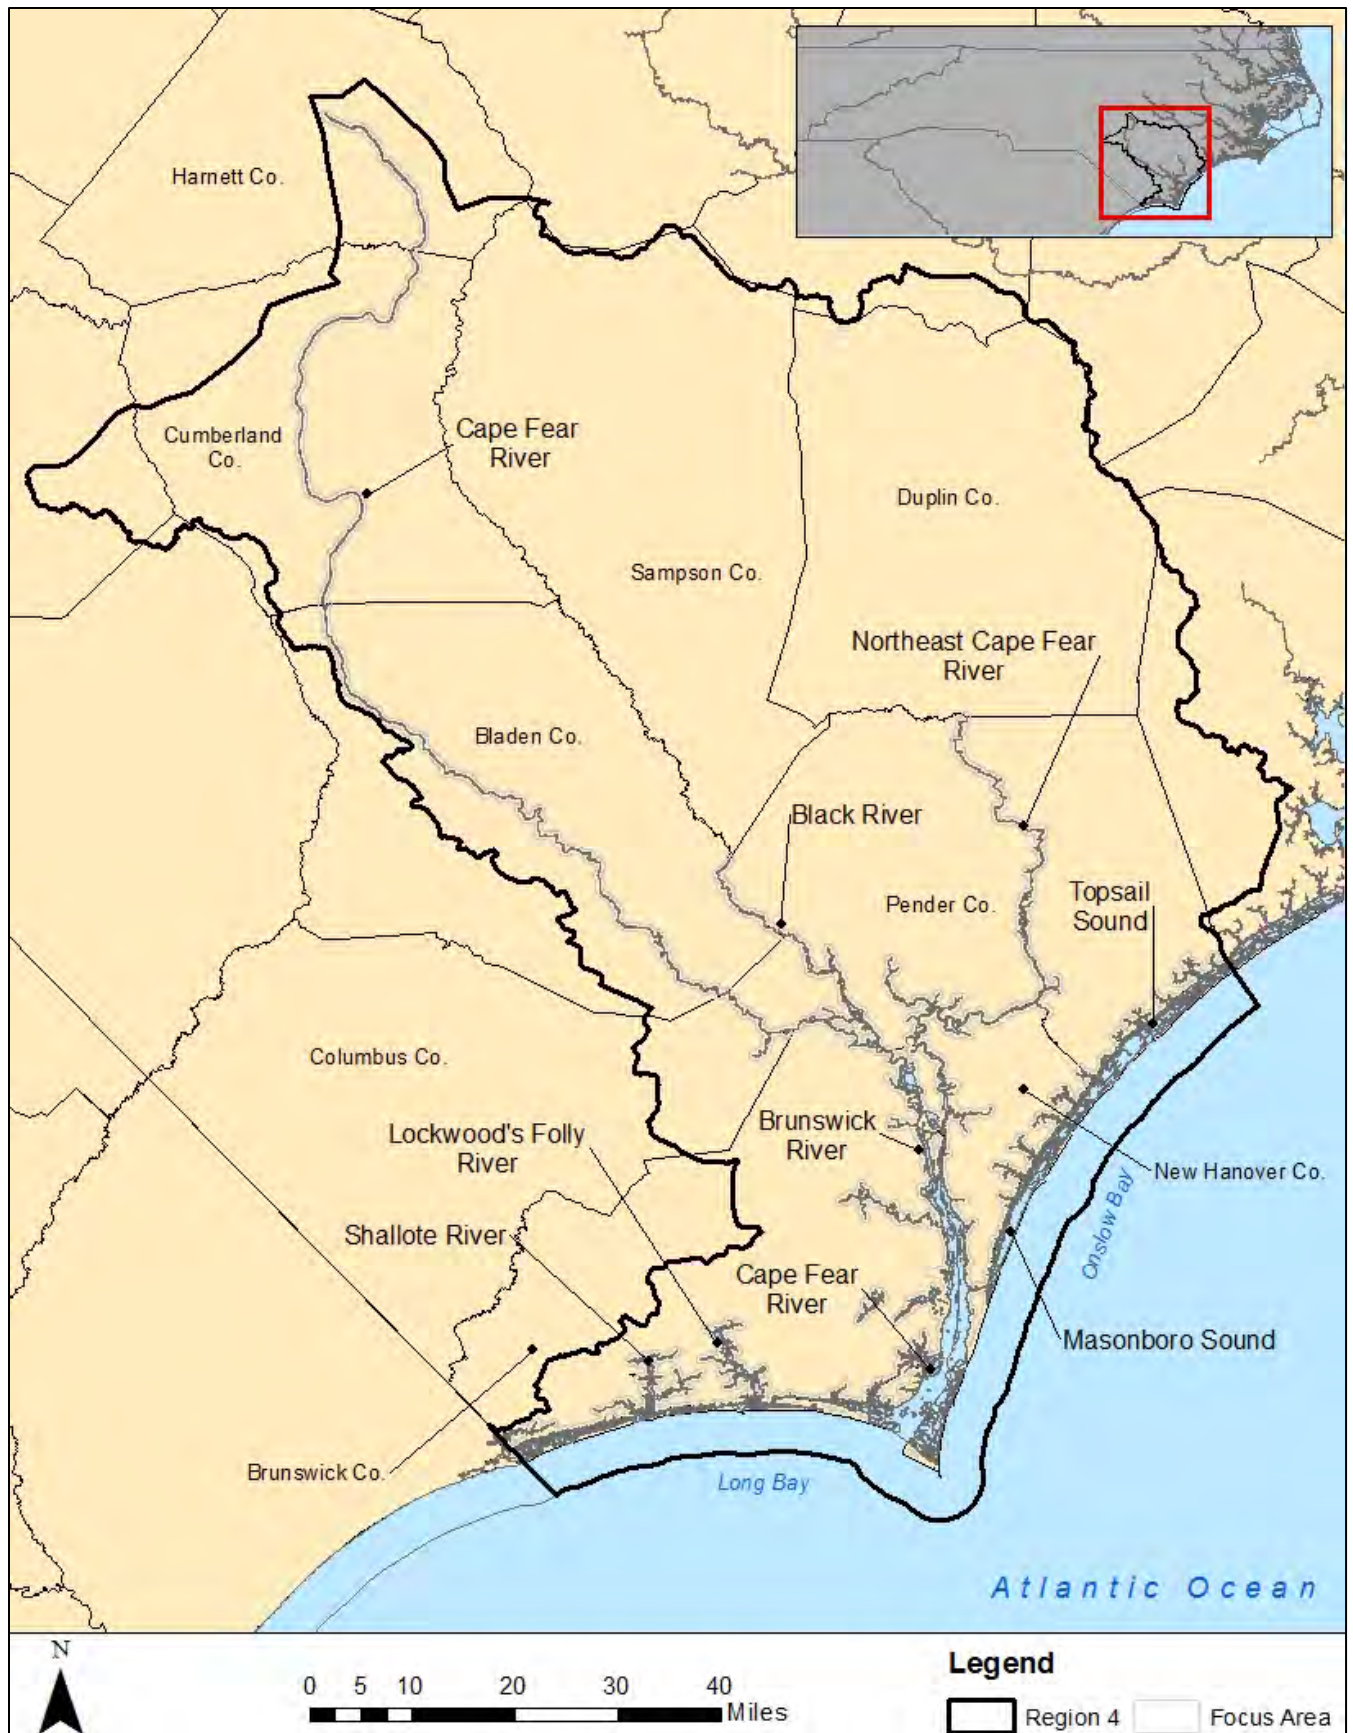 Harnett Co.
Cumberland
Co.
Cape Fear
River
Duplin Co.
Sampson Co.
Northeast Cape Fear
River
Bladen Co.
Black River
Pender Co.
Topsail
Sound
Columbus Co.
Lockwood's Folly
River
Brunswick
River
New Hanover Co.
Onslow Bay
Shallote River
Cape Fear
River
Masonboro Sound
Brunswick Co.
Long Bay
Atlantic Ocean
N
0 5 10 20 30 40
Miles
Legend
Region 4
Focus Area